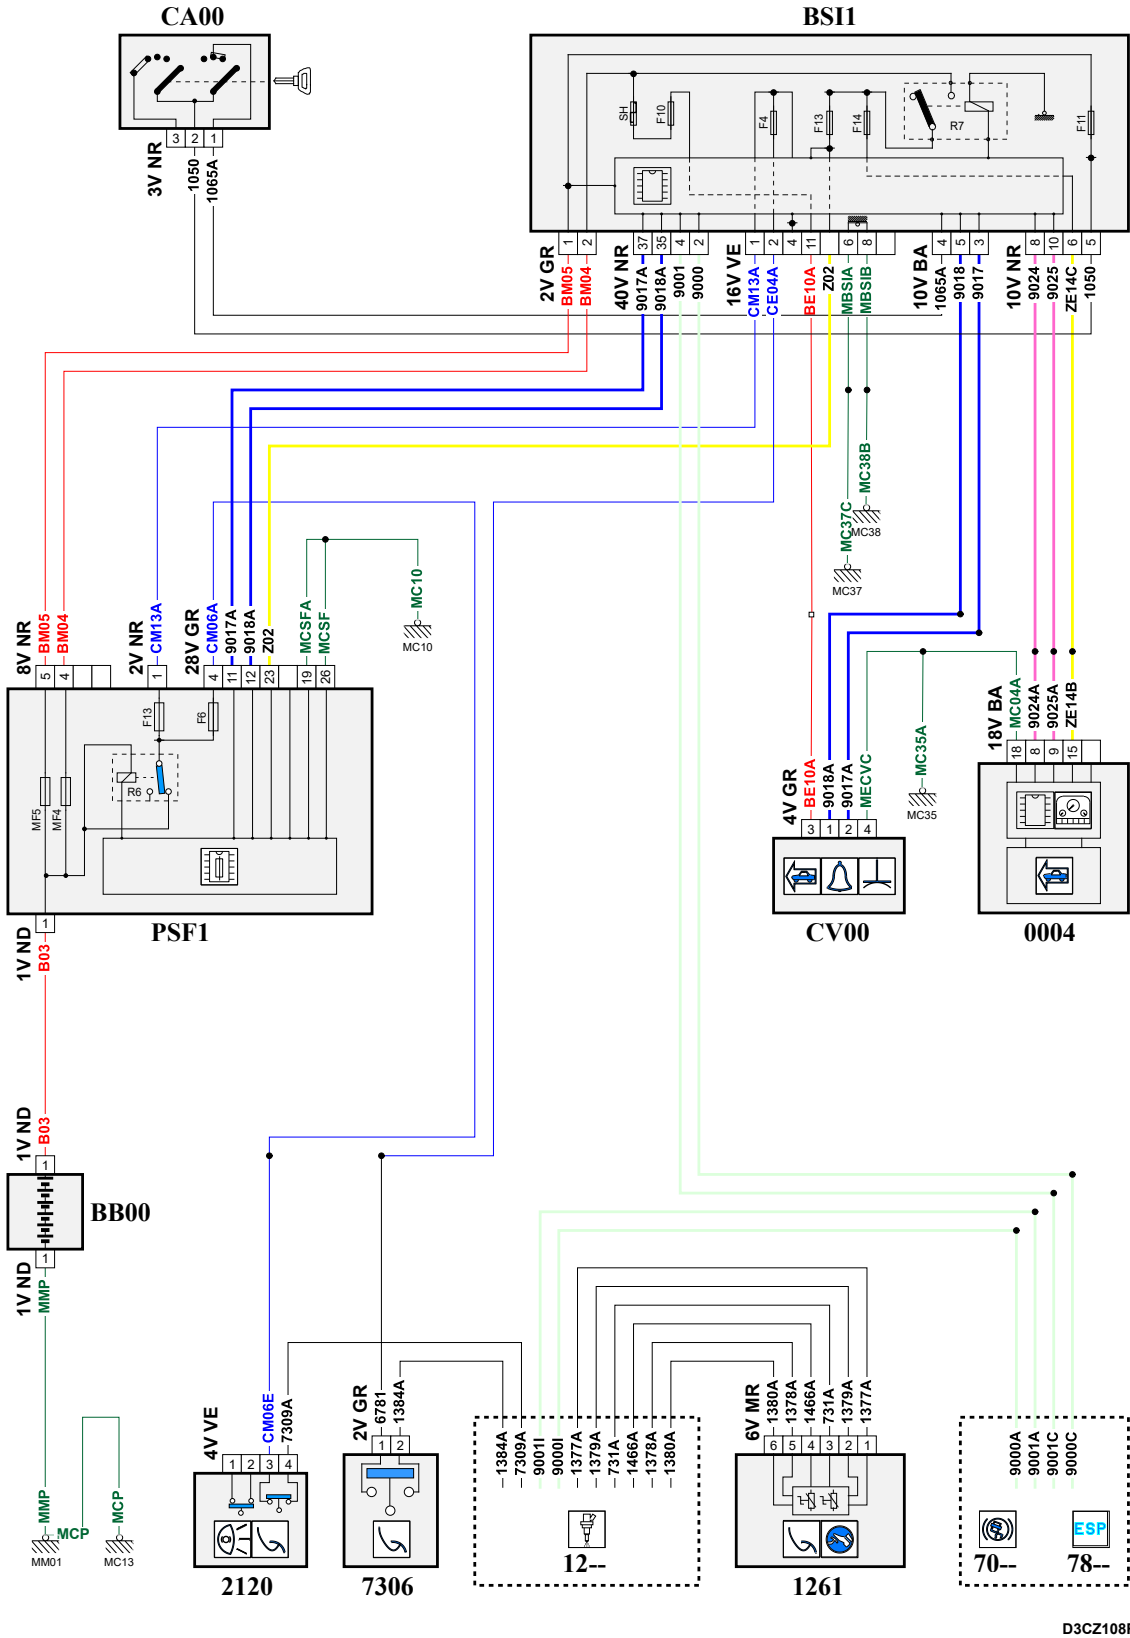 CA00
BSI1
SH
F10
F4
F13
F14
R7
F11
3 2 1
3V NR
1050
1065A
1 2
37 35 4 2
1 2 4 11 6 8
4 5 3
8 10 6 5
2V GR
BM05
BM04
40V NR
9017A
9018A
9001
9000
16V VE
CM13A
CE04A
BE10A
Z02
MBSIA
MBSIB
10V BA
1065A
9018
9017
10V NR
9024
9025
ZE14C
1050
MC37C
MC38B
MC38
MC37
8V NR
BM05
BM04
2V NR
CM13A
28V GR
CM06A
9017A
9018A
Z02
MCSFA
MCSF
MC10
MC10
5 4
1
4 11 12 23 19 26
F13
F6
R6
MF5
MF4
PSF1
1
1V ND
B03
18V BA
MC04A
9024A
9025A
ZE14B
18 8 9 15
MC35A
MC35
4V GR
BE10A
9018A
9017A
MECVC
3 1 2 4
CV00
0004
1V ND
B03
1
BB00
1
1V ND
MMP
4V VE
CM06E
7309A
2V GR
6781
1384A
6V MR
1380A
1378A
1466A
731A
1379A
1377A
1 2 3 4
1 2
6 5 4 3 2 1
1384A
7309A
9001I
9000I
1377A
1379A
731A
1466A
1378A
1380A
9000A
9001A
9001C
9000C
MMP
MCP
MCP
MM01
MC13
ESP
2120
7306
12--
1261
70--
78--